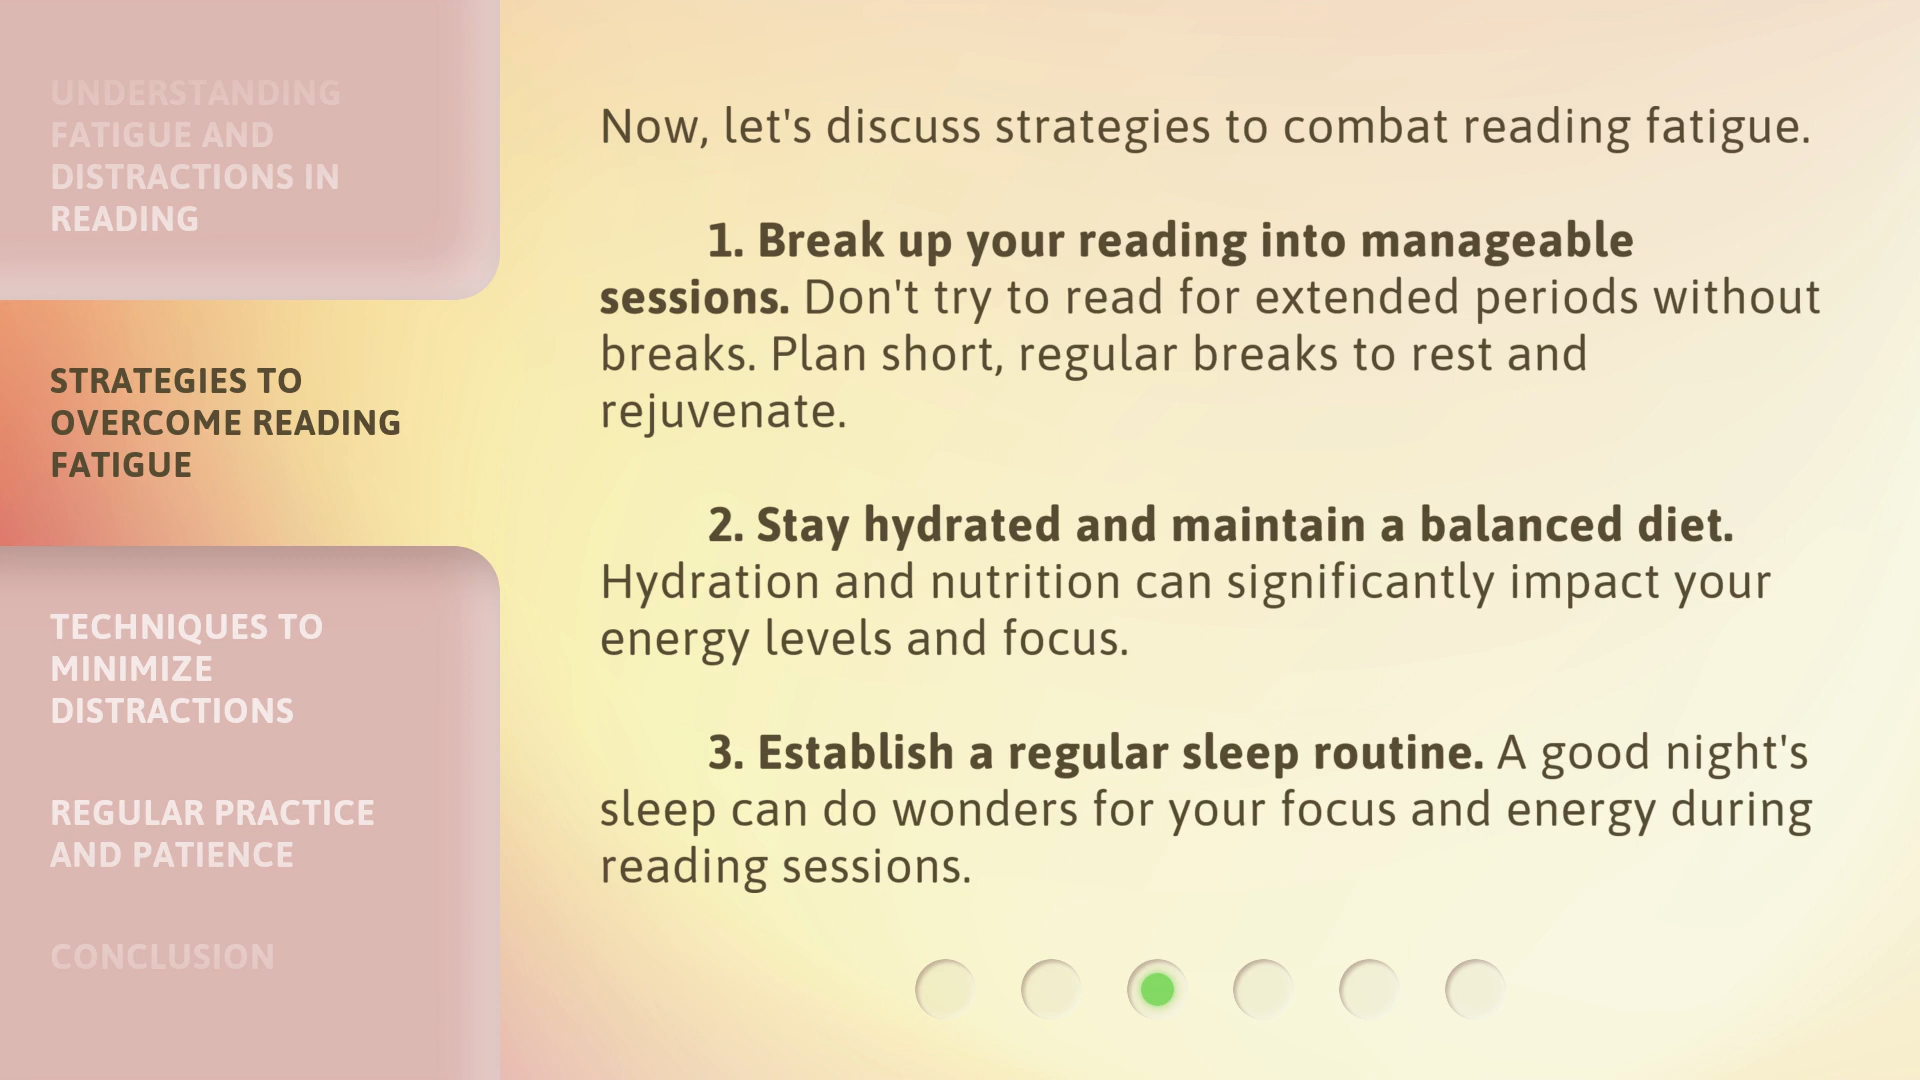 UNDERSTANDING
FATIGUE AND
DISTRACTIONS IN
READING
STRATEGIES TO
OVERCOME READING
FATIGUE
TECHNIQUES TO
MINIMIZE
DISTRACTIONS
REGULAR PRACTICE
AND PATIENCE
CONCLUSION
Now, let's discuss strategies to combat reading fatigue.
1. Break up your reading into manageable
sessions. Don't try to read for extended periods without
breaks. Plan short, regular breaks to rest and
rejuvenate.
2. Stay hydrated and maintain a balanced diet.
Hydration and nutrition can significantly impact your
energy levels and focus.
3. Establish a regular sleep routine. A good night's
sleep can do wonders for your focus and energy during
reading sessions.